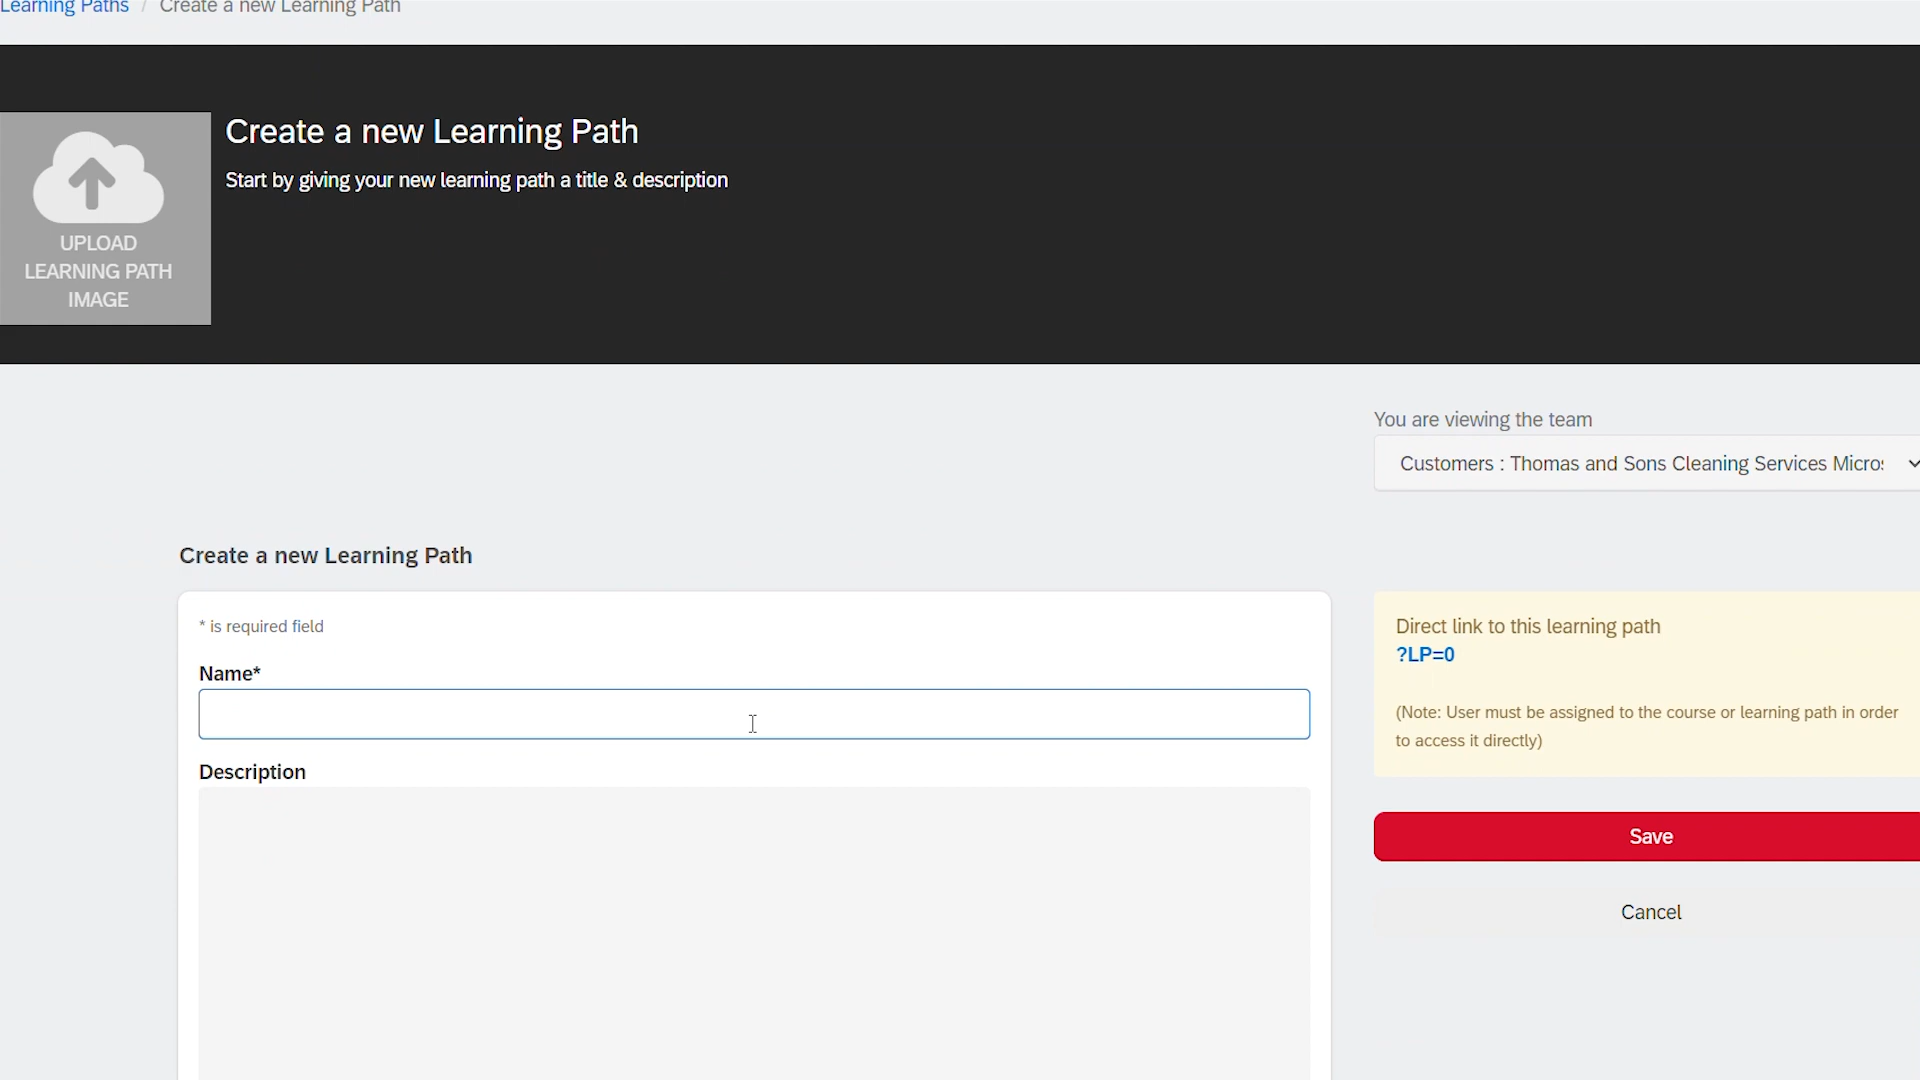 Learning Paths / Create a new Learning Path
Create a new Learning Path
Start by giving your new learning path a title & description
UPLOAD
LEARNING PATH
IMAGE
You are viewing the team
Customers : Thomas and Sons Cleaning Services Micros
Create a new Learning Path
* is required field
Name*
Description
Direct link to this learning path
?LP=0
(Note: User must be assigned to the course or learning path in order
to access it directly)
Save
Cancel